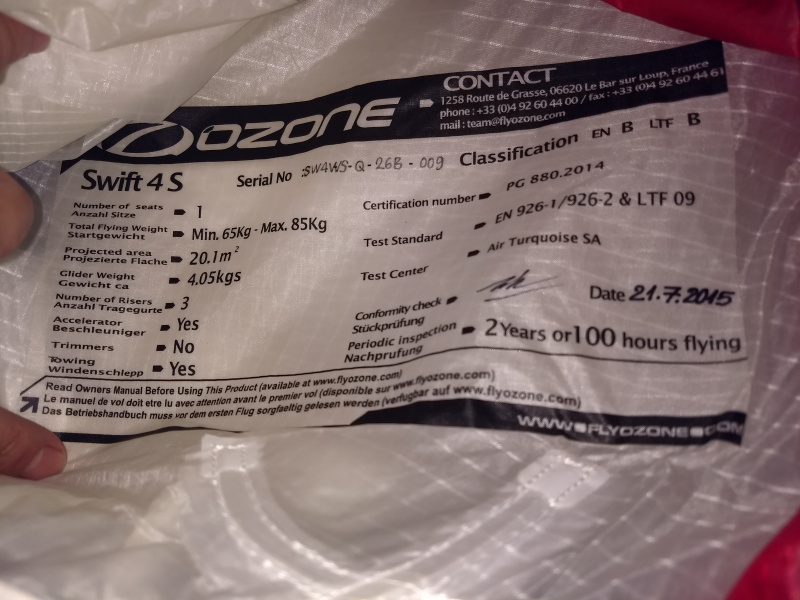 OZONE
CONTACT
1258 Route de Grasse, 06620 Le Bar sur Loup, France
phone : +33 (0)4 92 60 44 00 / fax : +33 (0)4 92 60 44 61
mail : team@flyozone.com
Swift 4 S
Serial No :SW4WS-Q-26B-009
Classification EN B LTF B
Number of seats
Anzahl Sitze
1
Total Flying Weight
Startgewicht
Min. 65Kg - Max. 85Kg
Projected area
Projezierte Flache
20.1m²
Glider Weight
Gewicht ca
4,05kgs
Number of Risers
Anzahl Tragegurte
3
Accelerator
Beschleuniger
Yes
Trimmers
No
Towing
Windenschlepp
Yes
Certification number PG 880.2014
Test Standard EN 926-1/926-2 & LTF 09
Test Center Air Turquoise SA
Conformity check
Stückprüfung
Date 21.7.2015
Periodic inspection
Nachprufung
2Years or100 hours flying
Read Owners Manual Before Using This Product (available at www.flyozone.com)
Le manuel de vol doit etre lu avec attention avant le premier vol (disponible sur www.flyozone.com)
Das Betriebshandbuch muss vor dem ersten Flug sorgfaeltig gelesen werden (verfugbar auf www.flyozone.com)
WWW.FLYOZONE.COM